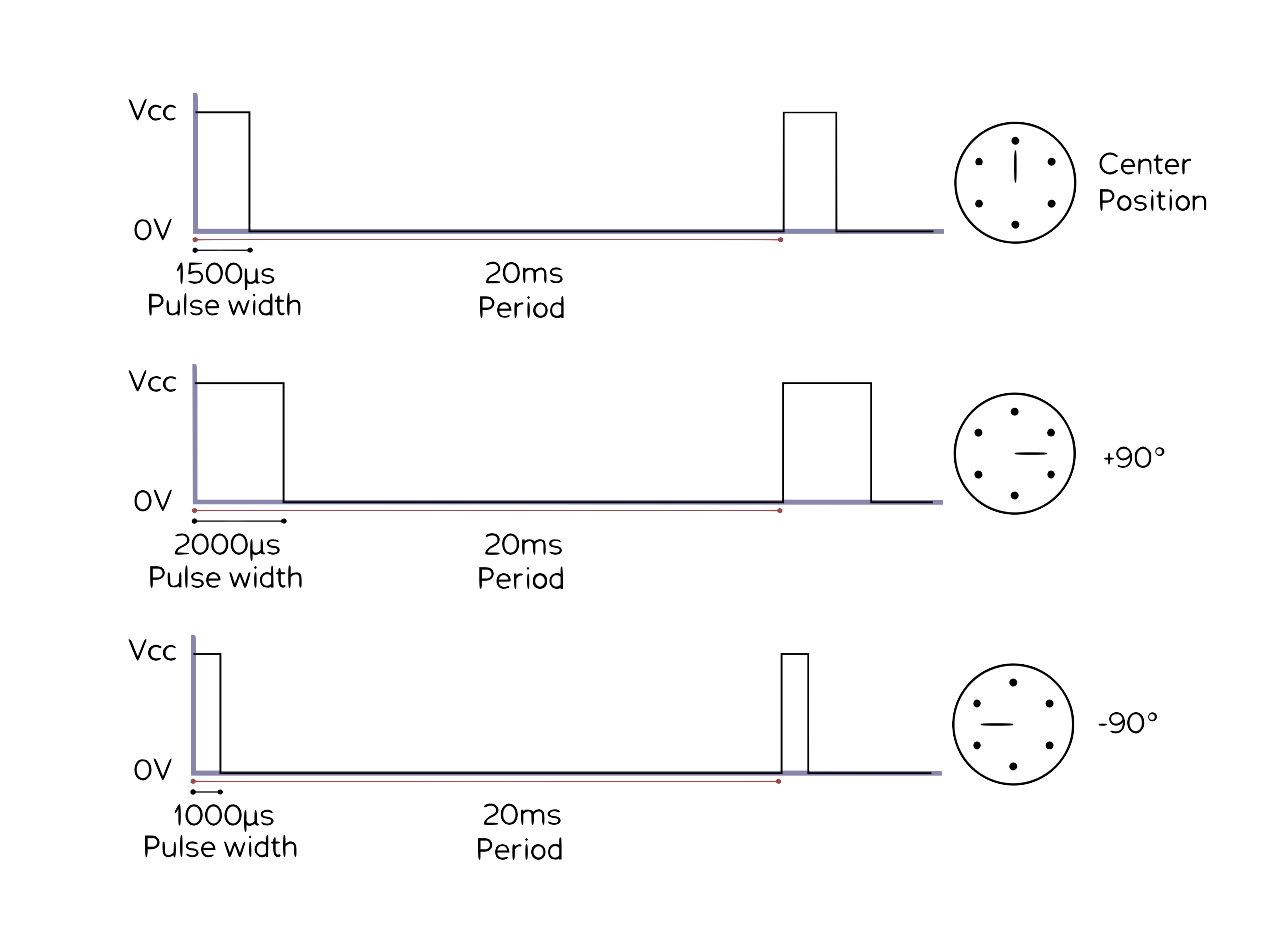 Vcc
0V
1500µs
Pulse width
20ms
Period
Center
Position
Vcc
0V
2000µs
Pulse width
20ms
Period
+90°
Vcc
0V
1000µs
Pulse width
20ms
Period
-90°